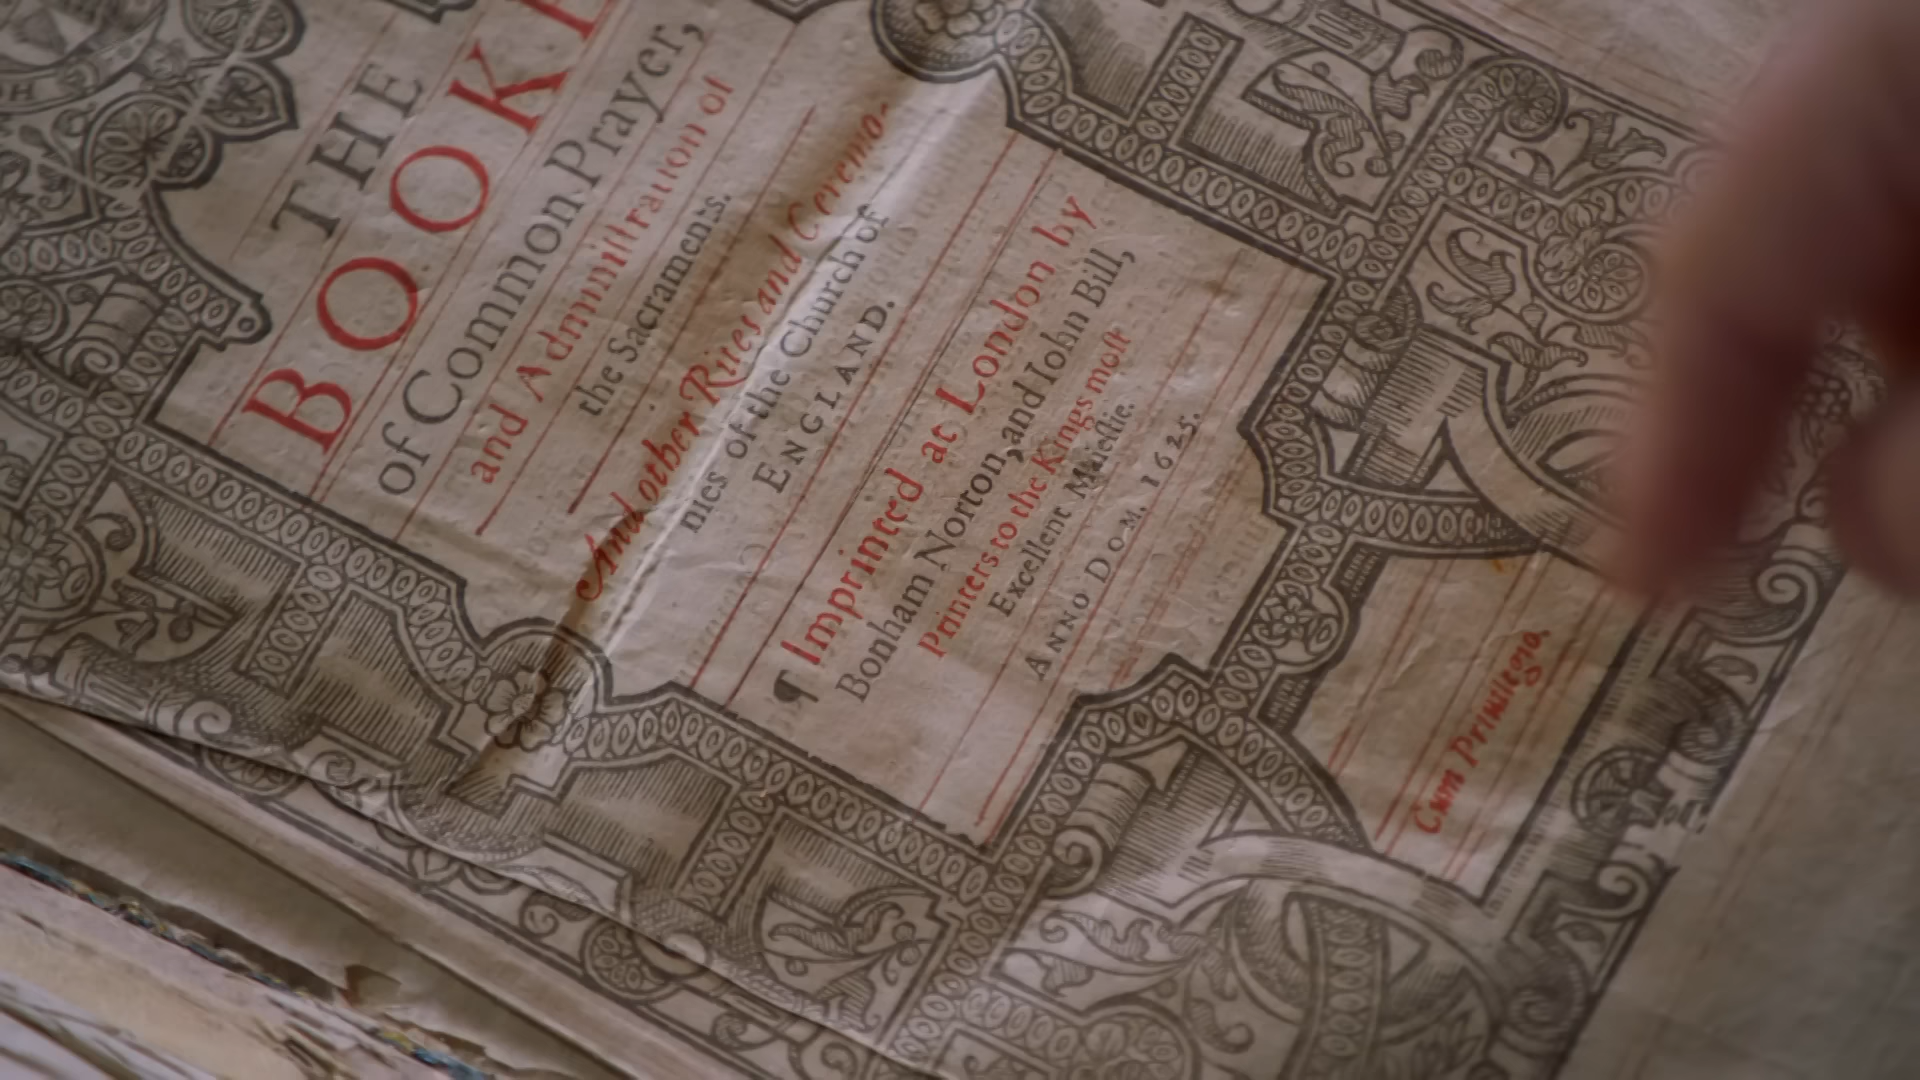 THE
BOOKE
of Common Prayer,
and Adminiſtration of
the Sacraments.
And other Rites and Ceremo-
nies of the Church of
ENGLAND.
¶ Imprinted at London by
Bonham Norton, and Iohn Bill,
Printers to the Kings moſt
Excellent Maieſtie.
ANNO DOM. 1625.
Cum Priuilegio.